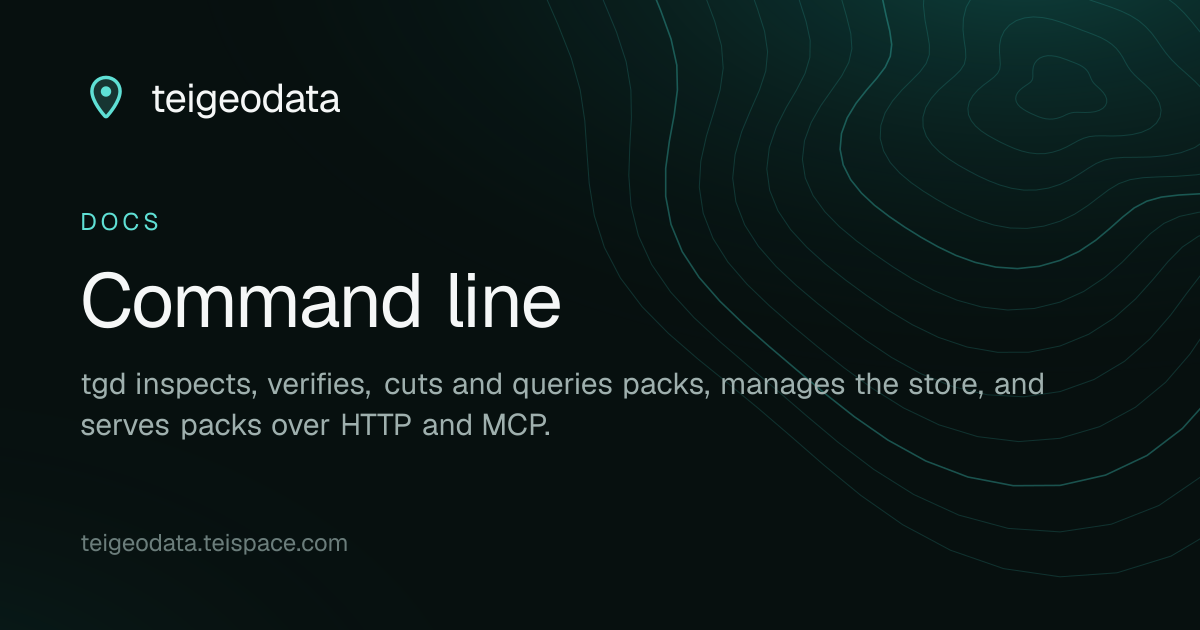 teigeodata
DOCS
Command line
tgd inspects, verifies, cuts and queries packs, manages the store, and
serves packs over HTTP and MCP.
teigeodata.teispace.com